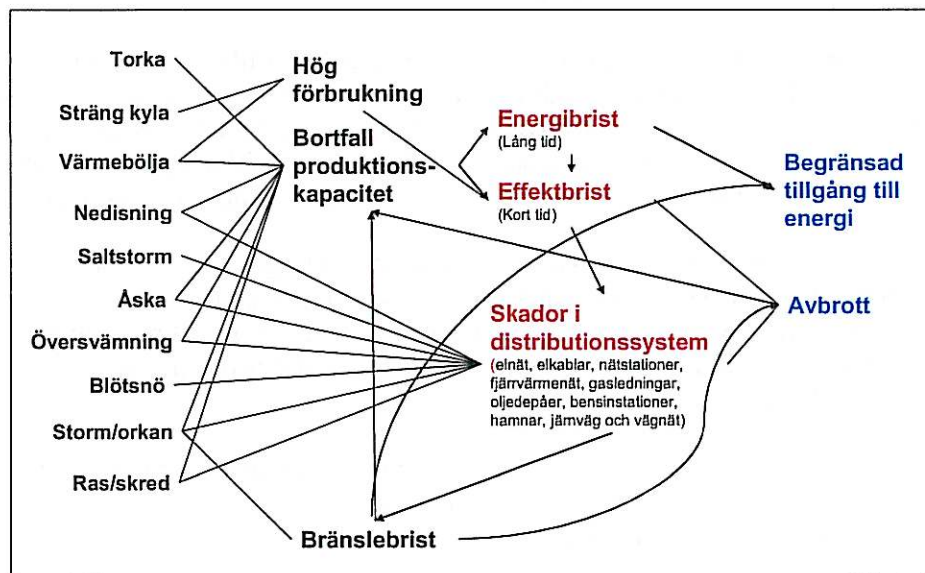 Torka
Sträng kyla
Värmebölja
Nedisning
Saltstorm
Åska
Översvämning
Blötsnö
Storm/orkan
Ras/skred
Hög
förbrukning
Bortfall
produktions-
kapacitet
Bränslebrist
Energibrist
(Lång tid)
Effektbrist
(Kort tid)
Skador i
distributionssystem
(elnät, elkablar, nätstationer,
fjärrvärmenät, gasledningar,
oljedepåer, bensinstationer,
hamnar, järnväg och vägnät)
Begränsad
tillgång till
energi
Avbrott